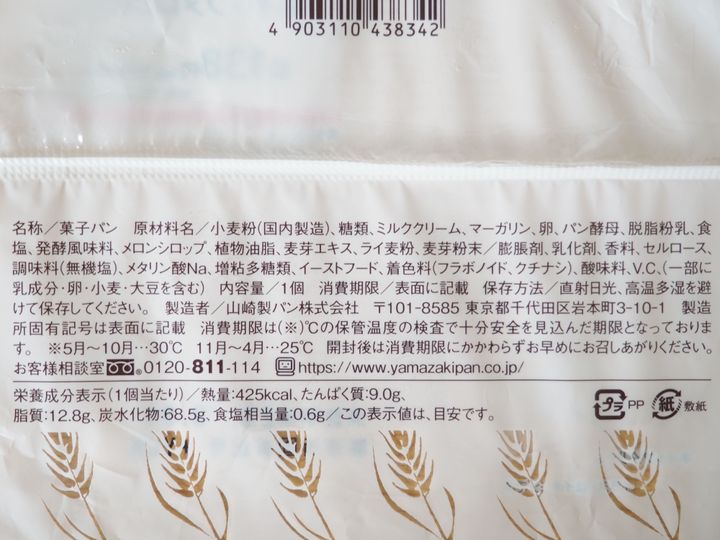 4 903110 438342
名称／菓子パン 原材料名／小麦粉(国内製造)、糖類、ミルククリーム、マーガリン、卵、パン酵母、脱脂粉乳、食
塩、発酵風味料、メロンシロップ、植物油脂、麦芽エキス、ライ麦粉、麦芽粉末／膨脹剤、乳化剤、香料、セルロース、
調味料(無機塩)、メタリン酸Na、増粘多糖類、イーストフード、着色料(フラボノイド、クチナシ)、酸味料、V.C、(一部に
乳成分・卵・小麦・大豆を含む) 内容量／1個 消費期限／表面に記載 保存方法／直射日光、高温多湿を避
けて保存してください。 製造者／山崎製パン株式会社 〒101-8585 東京都千代田区岩本町3-10-1 製造
所固有記号は表面に記載 消費期限は(※)℃の保管温度の検査で十分安全を見込んだ期限となっておりま
す。 ※5月～10月…30℃ 11月～4月…25℃ 開封後は消費期限にかかわらずお早めにお召しあがりください。
お客様相談室 ®0120-811-114 https://www.yamazakipan.co.jp
栄養成分表示(1個当たり)／熱量:425kcal、たんぱく質:9.0g、
脂質:12.8g、炭水化物:68.5g、食塩相当量:0.6g／この表示値は、目安です。
プラ PP 紙 敷紙